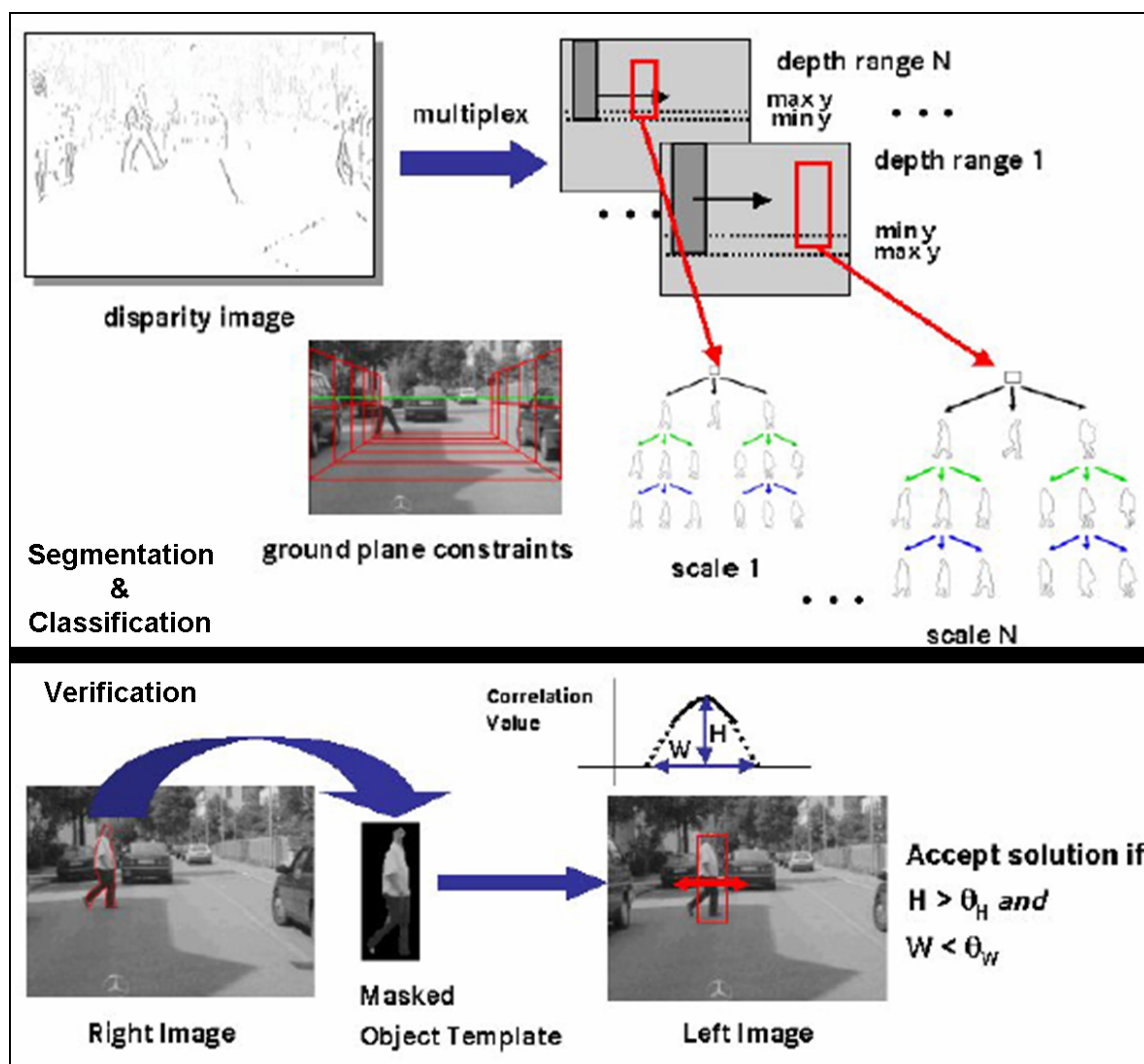 depth range N
max y
min y
multiplex
depth range 1
min y
max y
disparity image
ground plane constraints
scale 1
scale N
Segmentation
&
Classification
Verification
Correlation
Value
H
W
Accept solution if
H > θH and
W < θW
Masked
Object Template
Right Image
Left Image